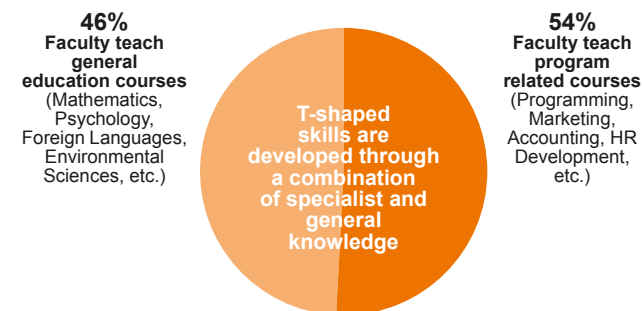 46%
Faculty teach
general
education courses
(Mathematics,
Psychology,
Foreign Languages,
Environmental
Sciences, etc.)
T-shaped
skills are
developed through
a combination
of specialist and
general
knowledge
54%
Faculty teach
program
related courses
(Programming,
Marketing,
Accounting, HR
Development,
etc.)